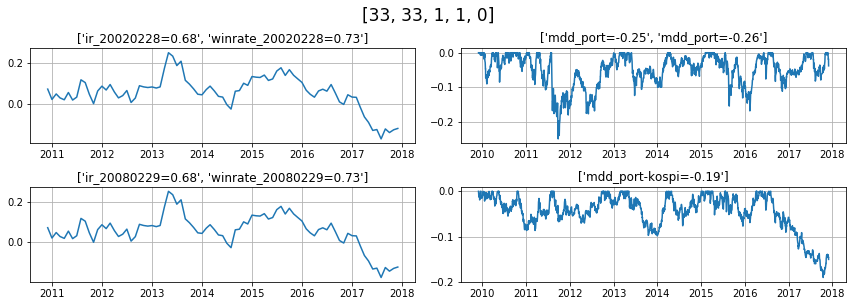 [33, 33, 1, 1, 0]
['ir_20020228=0.68', 'winrate_20020228=0.73']
0.2
0.0
2011 2012 2013 2014 2015 2016 2017 2018
['mdd_port=-0.25', 'mdd_port=-0.26']
0.0
−0.1
−0.2
2010 2011 2012 2013 2014 2015 2016 2017 2018
['ir_20080229=0.68', 'winrate_20080229=0.73']
0.2
0.0
2011 2012 2013 2014 2015 2016 2017 2018
['mdd_port-kospi=-0.19']
0.0
−0.1
−0.2
2010 2011 2012 2013 2014 2015 2016 2017 2018